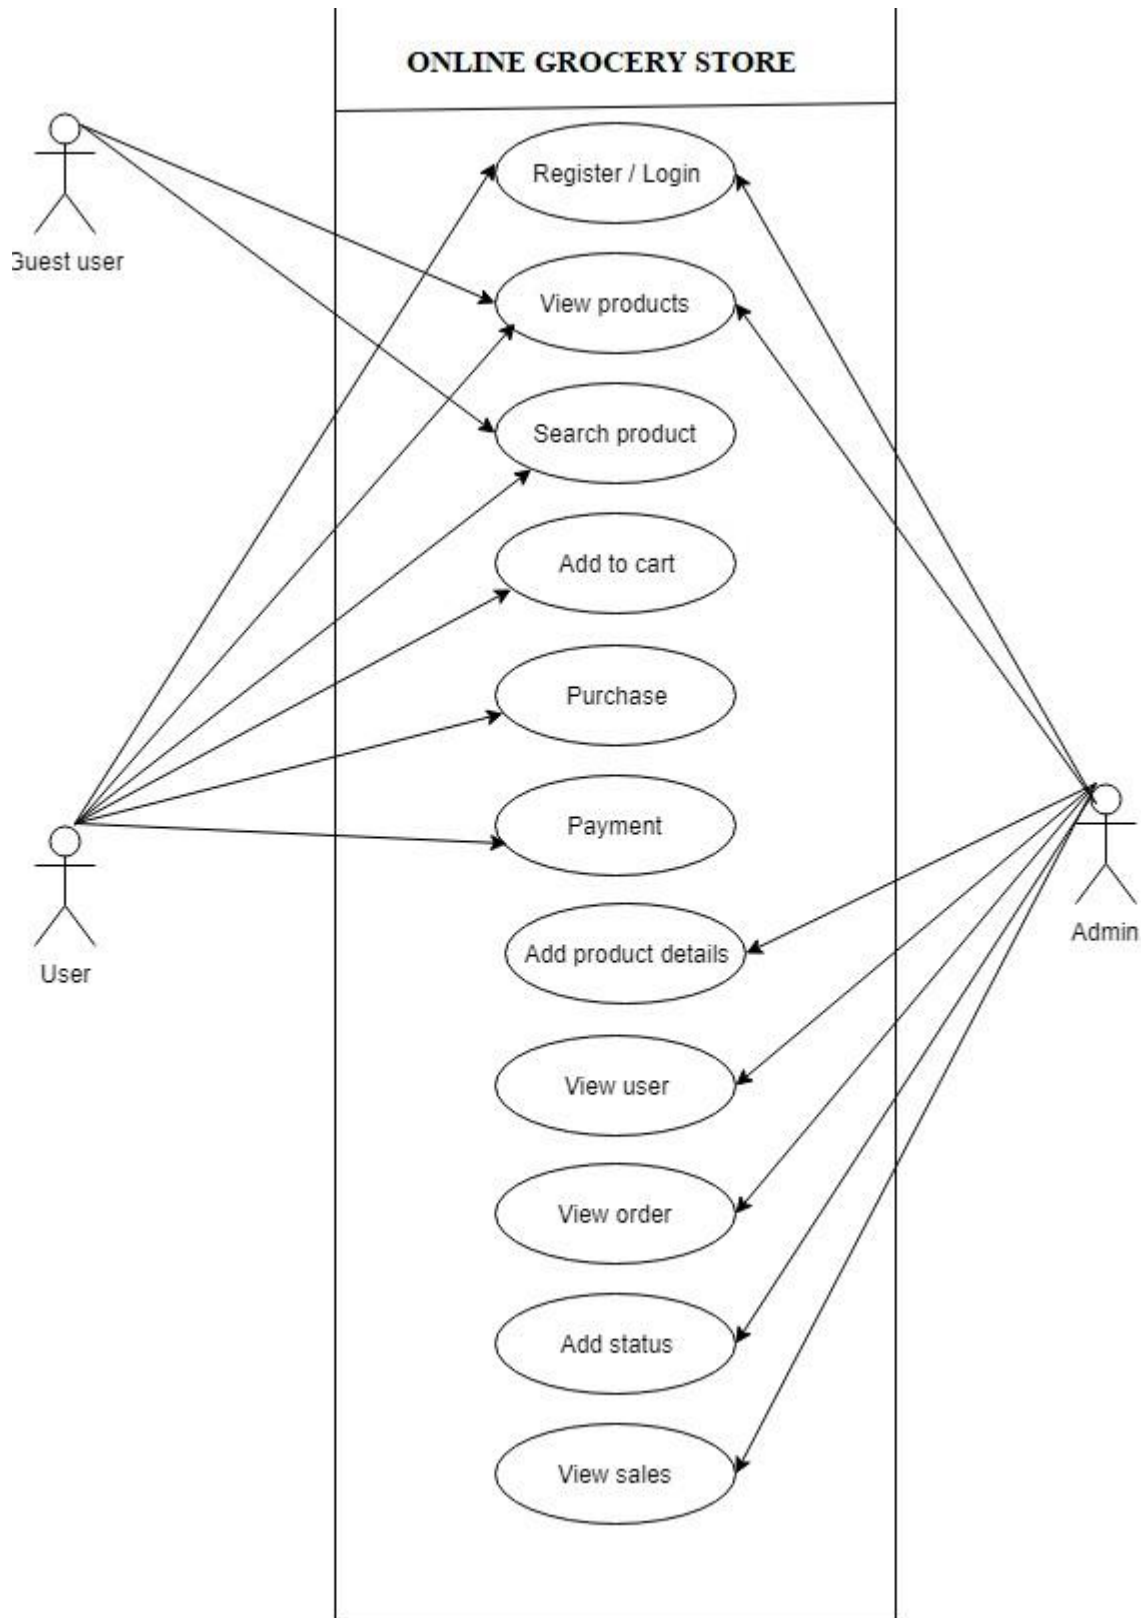 ONLINE GROCERY STORE
Register / Login
Guest user
View products
Search product
Add to cart
Purchase
Payment
Add product details
Admin
User
View user
View order
Add status
View sales